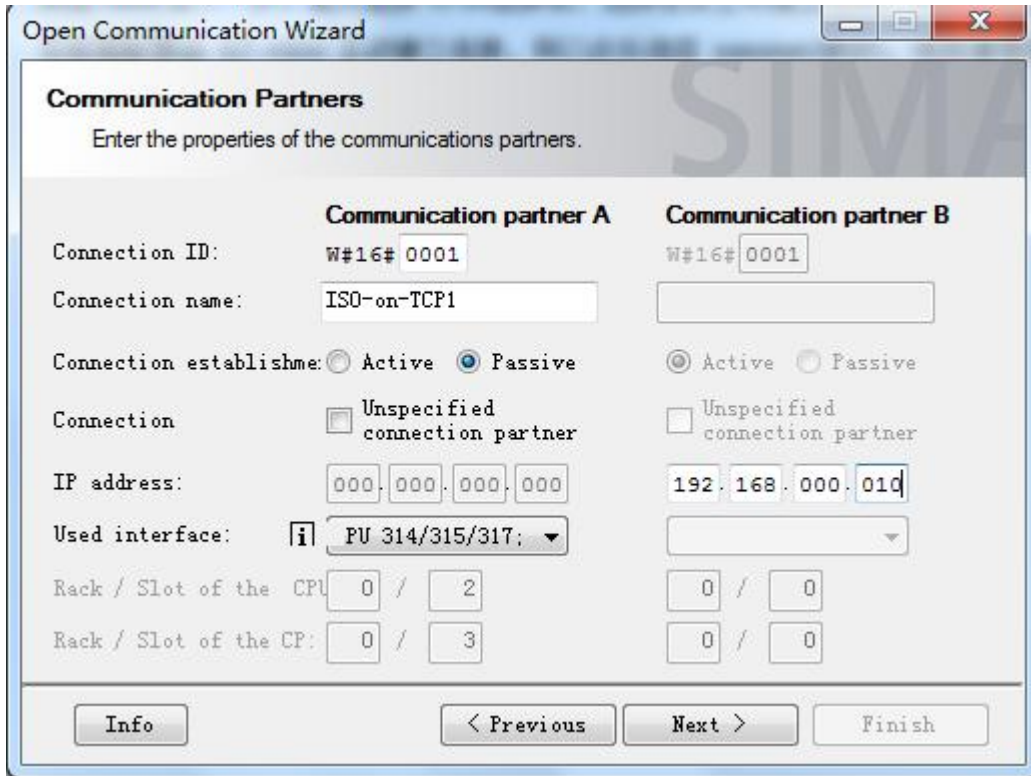 Open Communication Wizard
Communication Partners
Enter the properties of the communications partners.
SIMA
Communication partner A Communication partner B
Connection ID: W#16# 0001 W#16# 0001
Connection name: ISO-on-TCP1
Connection establishme: Active Passive Active Passive
Connection Unspecified connection partner Unspecified connection partner
IP address: 000. 000. 000. 000 192. 168. 000. 010
Used interface: i PU 314/315/317;
Rack / Slot of the CPU 0 / 2 0 / 0
Rack / Slot of the CP: 0 / 3 0 / 0
Info < Previous Next > Finish